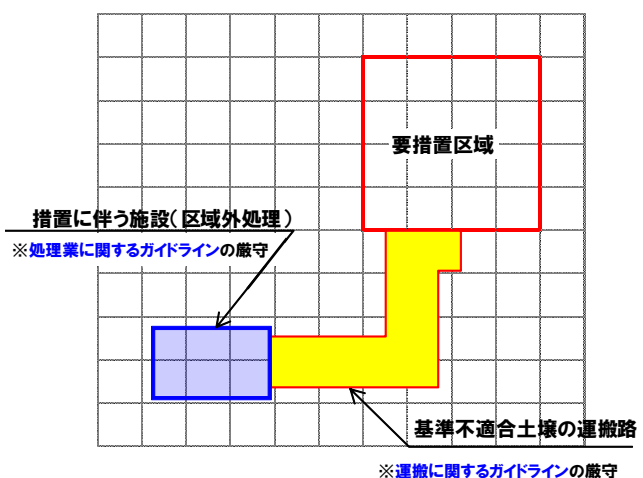 要措置区域
措置に伴う施設（区域外処理）
※処理業に関するガイドラインの厳守
基準不適合土壌の運搬路
※運搬に関するガイドラインの厳守